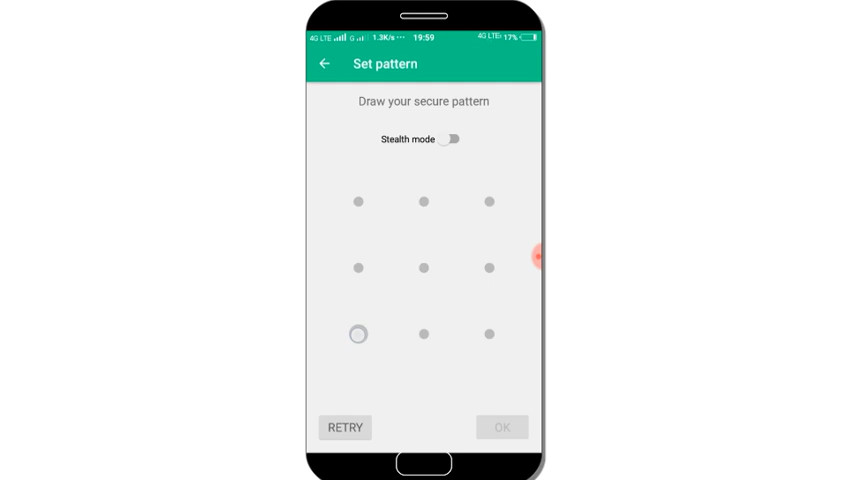 4G LTE G 1.3K/s ··· 19:59 4G LTE 17%
Set pattern
Draw your secure pattern
Stealth mode
RETRY OK